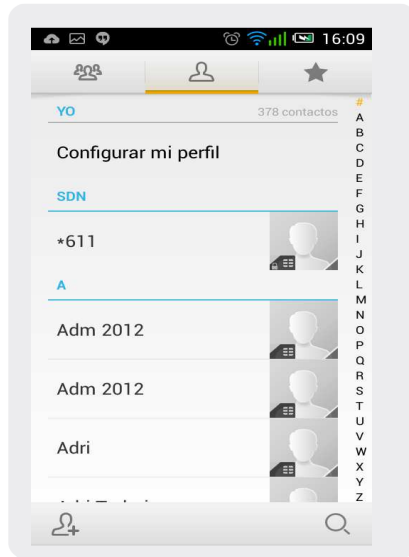 16:09
YO 378 contactos
Configurar mi perfil
SDN
*611
A
Adm 2012
Adm 2012
Adri
#
A
B
C
D
E
F
G
H
I
J
K
L
M
N
O
P
Q
R
S
T
U
V
W
X
Y
Z